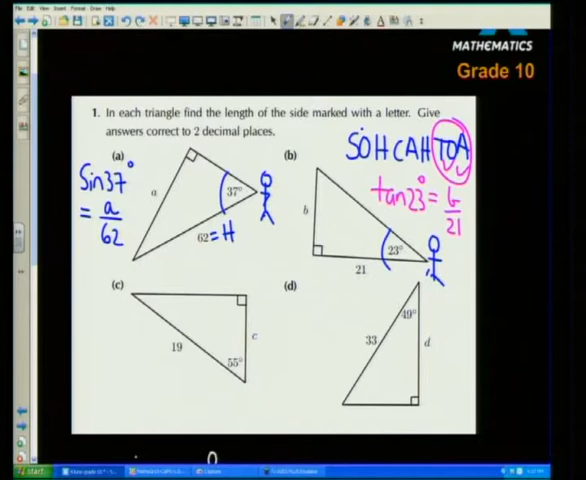 MATHEMATICS
Grade 10
1. In each triangle find the length of the side marked with a letter. Give
answers correct to 2 decimal places.
(a)
Sin37°
= a/62
a
37°
62 = H
(b)
SOHCAHTOA
tan23° = b/21
b
23°
21
(c)
19
c
55°
(d)
49°
33
d
start